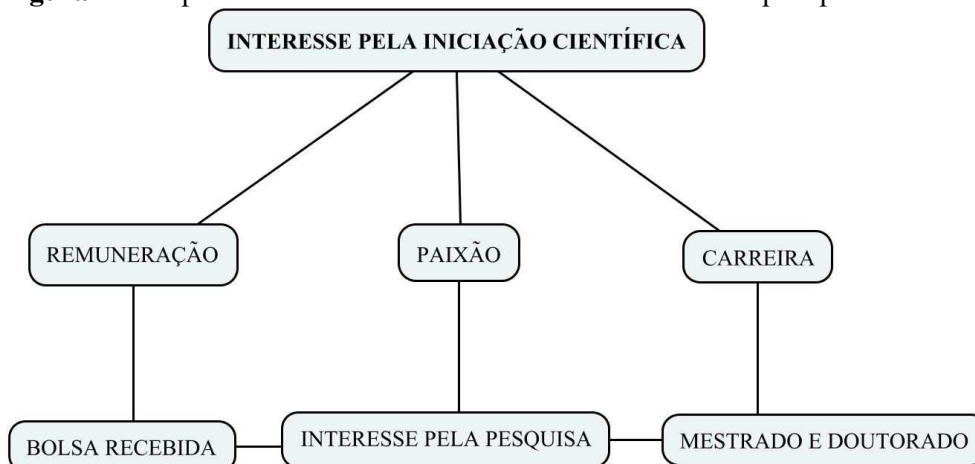 INTERESSE PELA INICIAÇÃO CIENTÍFICA
REMUNERAÇÃO PAIXÃO CARREIRA
BOLSA RECEBIDA INTERESSE PELA PESQUISA MESTRADO E DOUTORADO